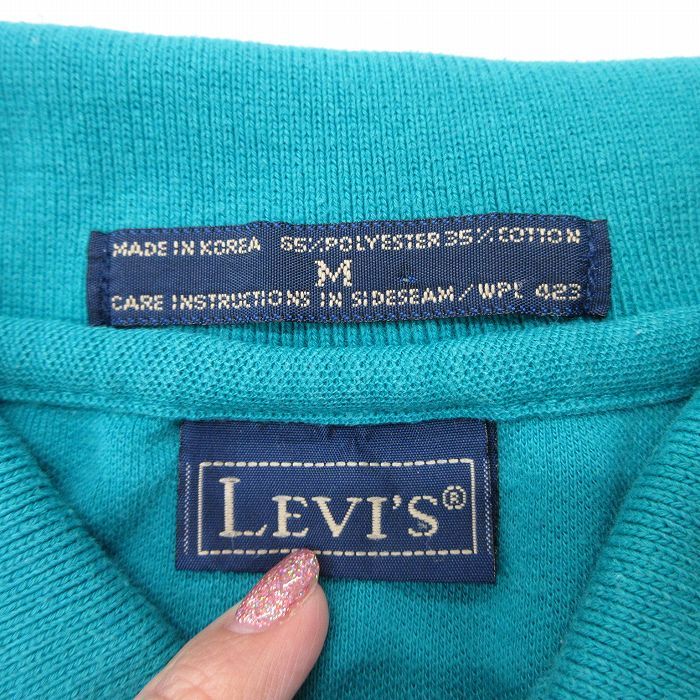 MADE IN KOREA 65% POLYESTER 35% COTTON
M
CARE INSTRUCTIONS IN SIDESEAM/WPL 423
LEVI'S®